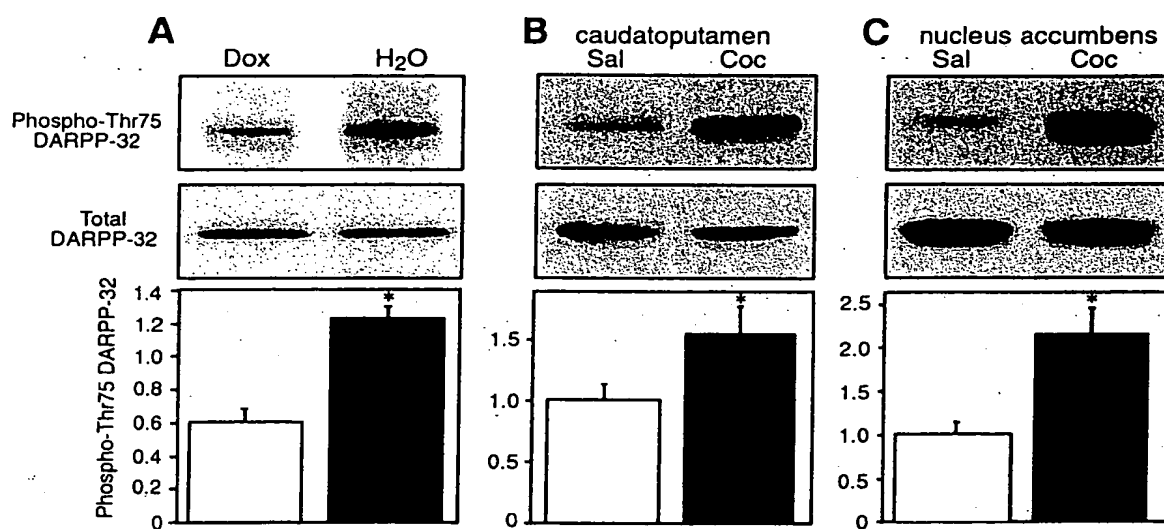 A
Dox H2O
Phospho-Thr75
DARPP-32
Total
DARPP-32
Phospho-Thr75 DARPP-32
1.4
1.2
1.0
0.8
0.6
0.4
0.2
0
*
B caudatoputamen
Sal Coc
1.5
1.0
0.5
0
*
C nucleus accumbens
Sal Coc
2.5
2.0
1.5
1.0
0.5
0
*